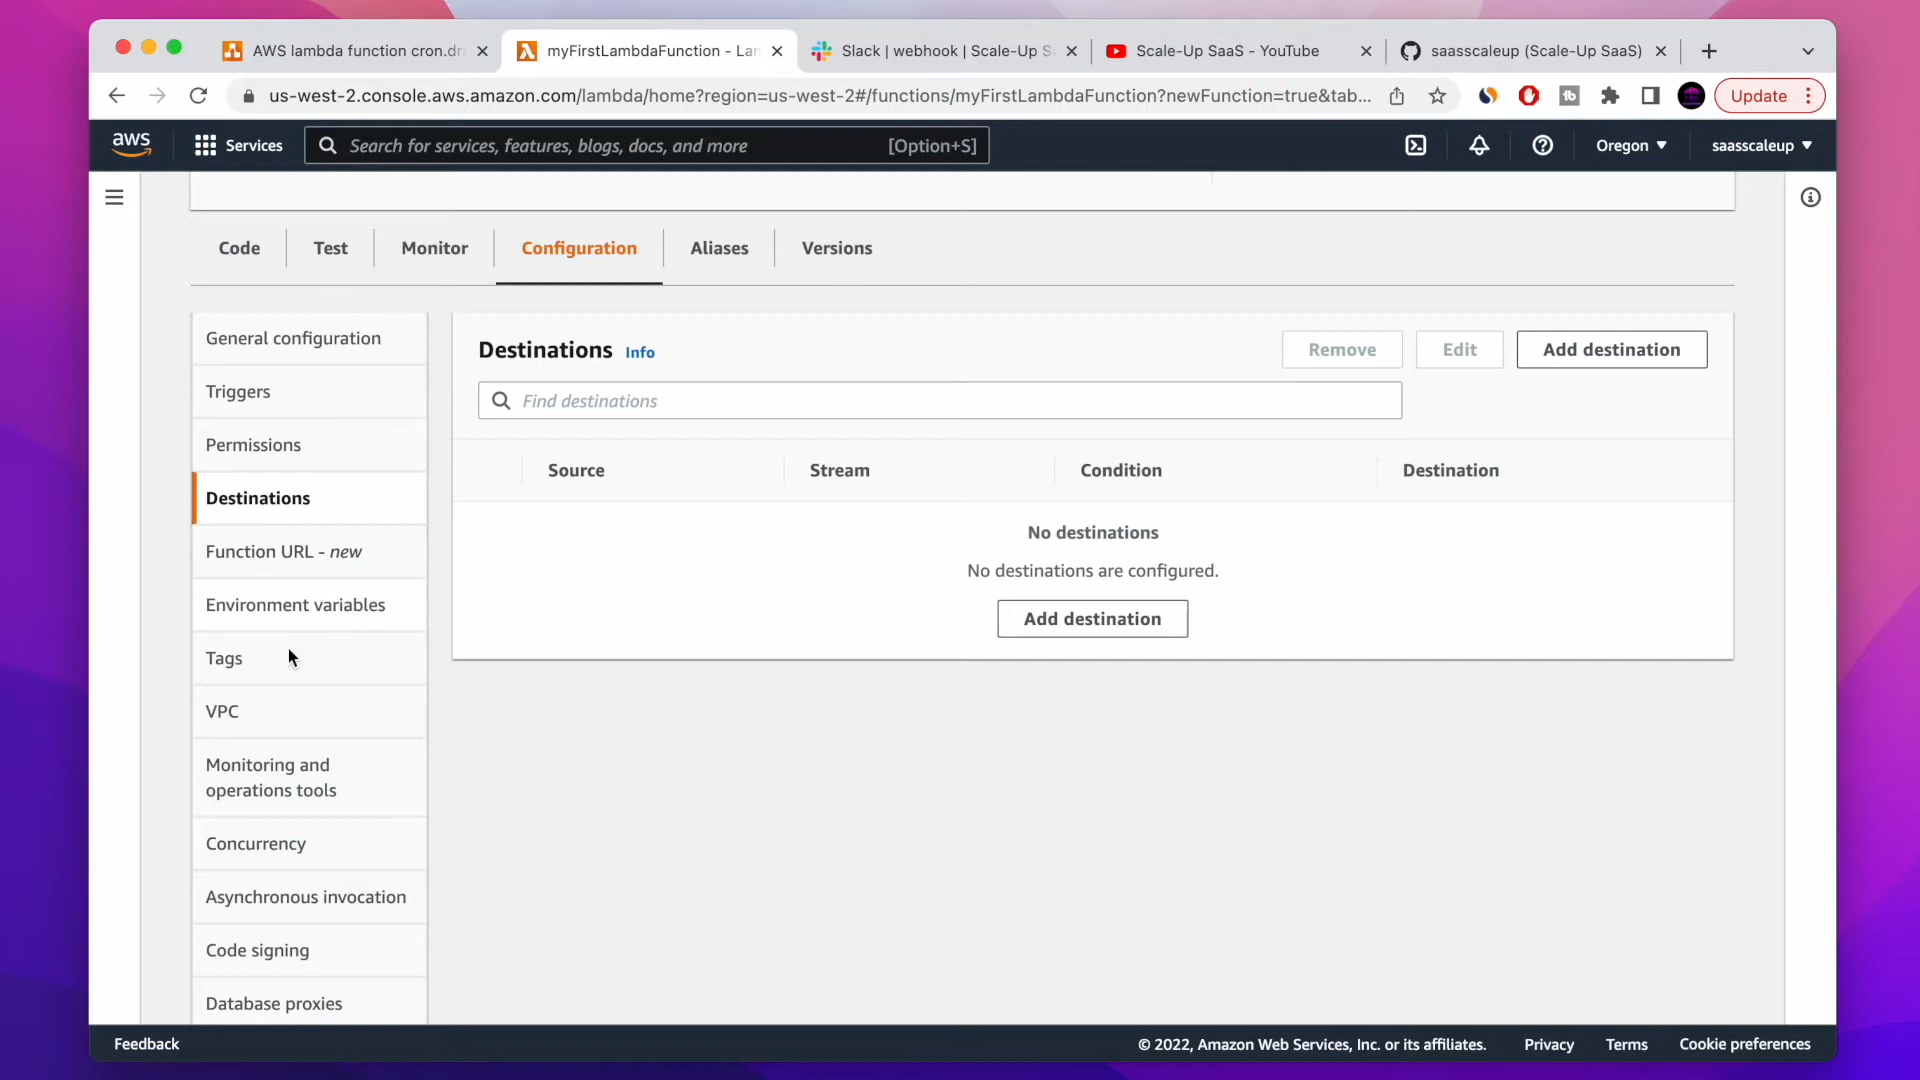 AWS lambda function cron.dr
myFirstLambdaFunction - Lam
Slack | webhook | Scale-Up S
Scale-Up SaaS - YouTube
saasscaleup (Scale-Up SaaS)
us-west-2.console.aws.amazon.com/lambda/home?region=us-west-2#/functions/myFirstLambdaFunction?newFunction=true&tab...
Update
aws
Services
Search for services, features, blogs, docs, and more
[Option+S]
Oregon
saasscaleup
Code
Test
Monitor
Configuration
Aliases
Versions
General configuration
Triggers
Permissions
Destinations
Function URL - new
Environment variables
Tags
VPC
Monitoring and
operations tools
Concurrency
Asynchronous invocation
Code signing
Database proxies
Destinations Info
Remove
Edit
Add destination
Find destinations
Source
Stream
Condition
Destination
No destinations
No destinations are configured.
Add destination
Feedback
© 2022, Amazon Web Services, Inc. or its affiliates.
Privacy
Terms
Cookie preferences